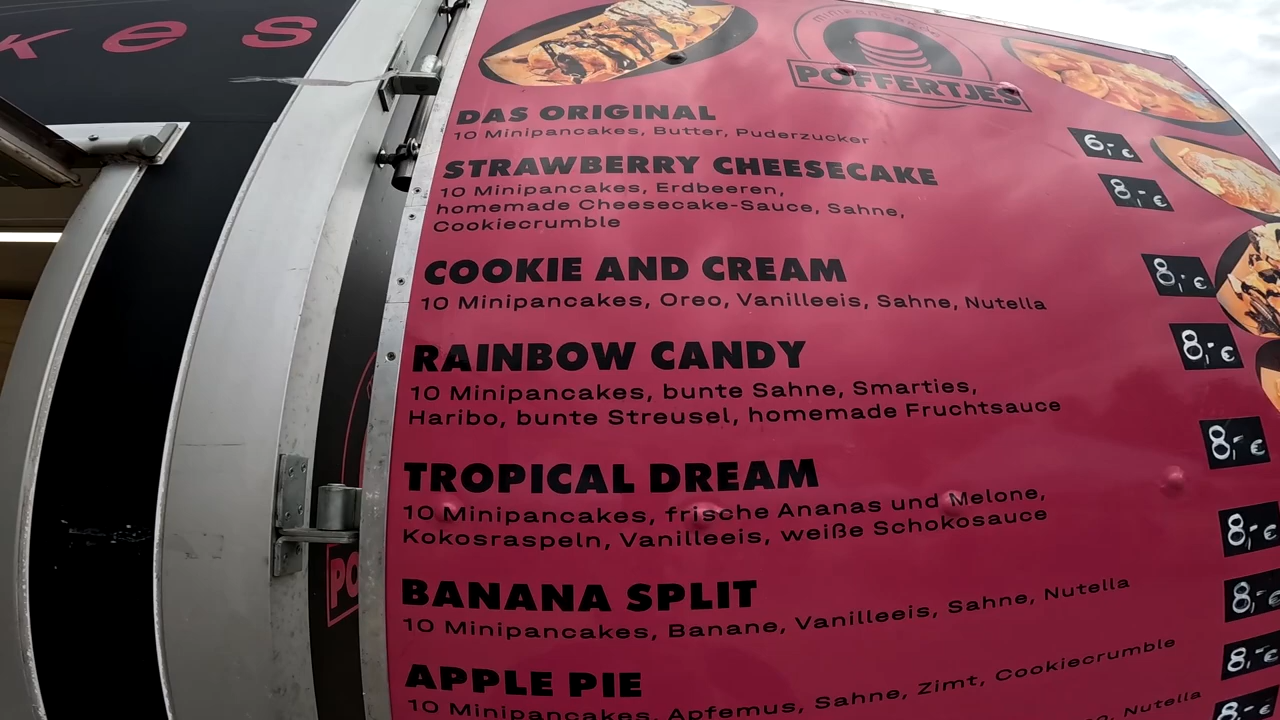 kes
minipancakes
POFFERTJES
DAS ORIGINAL
10 Minipancakes, Butter, Puderzucker
6,- €
STRAWBERRY CHEESECAKE
10 Minipancakes, Erdbeeren,
homemade Cheesecake-Sauce, Sahne,
Cookiecrumble
8,- €
COOKIE AND CREAM
10 Minipancakes, Oreo, Vanilleeis, Sahne, Nutella
8,- €
RAINBOW CANDY
10 Minipancakes, bunte Sahne, Smarties,
Haribo, bunte Streusel, homemade Fruchtsauce
8,- €
TROPICAL DREAM
10 Minipancakes, frische Ananas und Melone,
Kokosraspeln, Vanilleeis, weiße Schokosauce
8,- €
BANANA SPLIT
10 Minipancakes, Banane, Vanilleeis, Sahne, Nutella
8,- €
APPLE PIE
10 Minipancakes, Apfemus, Sahne, Zimt, Cookiecrumble
8,- €
Nutella
8,- €
8,- €
PO